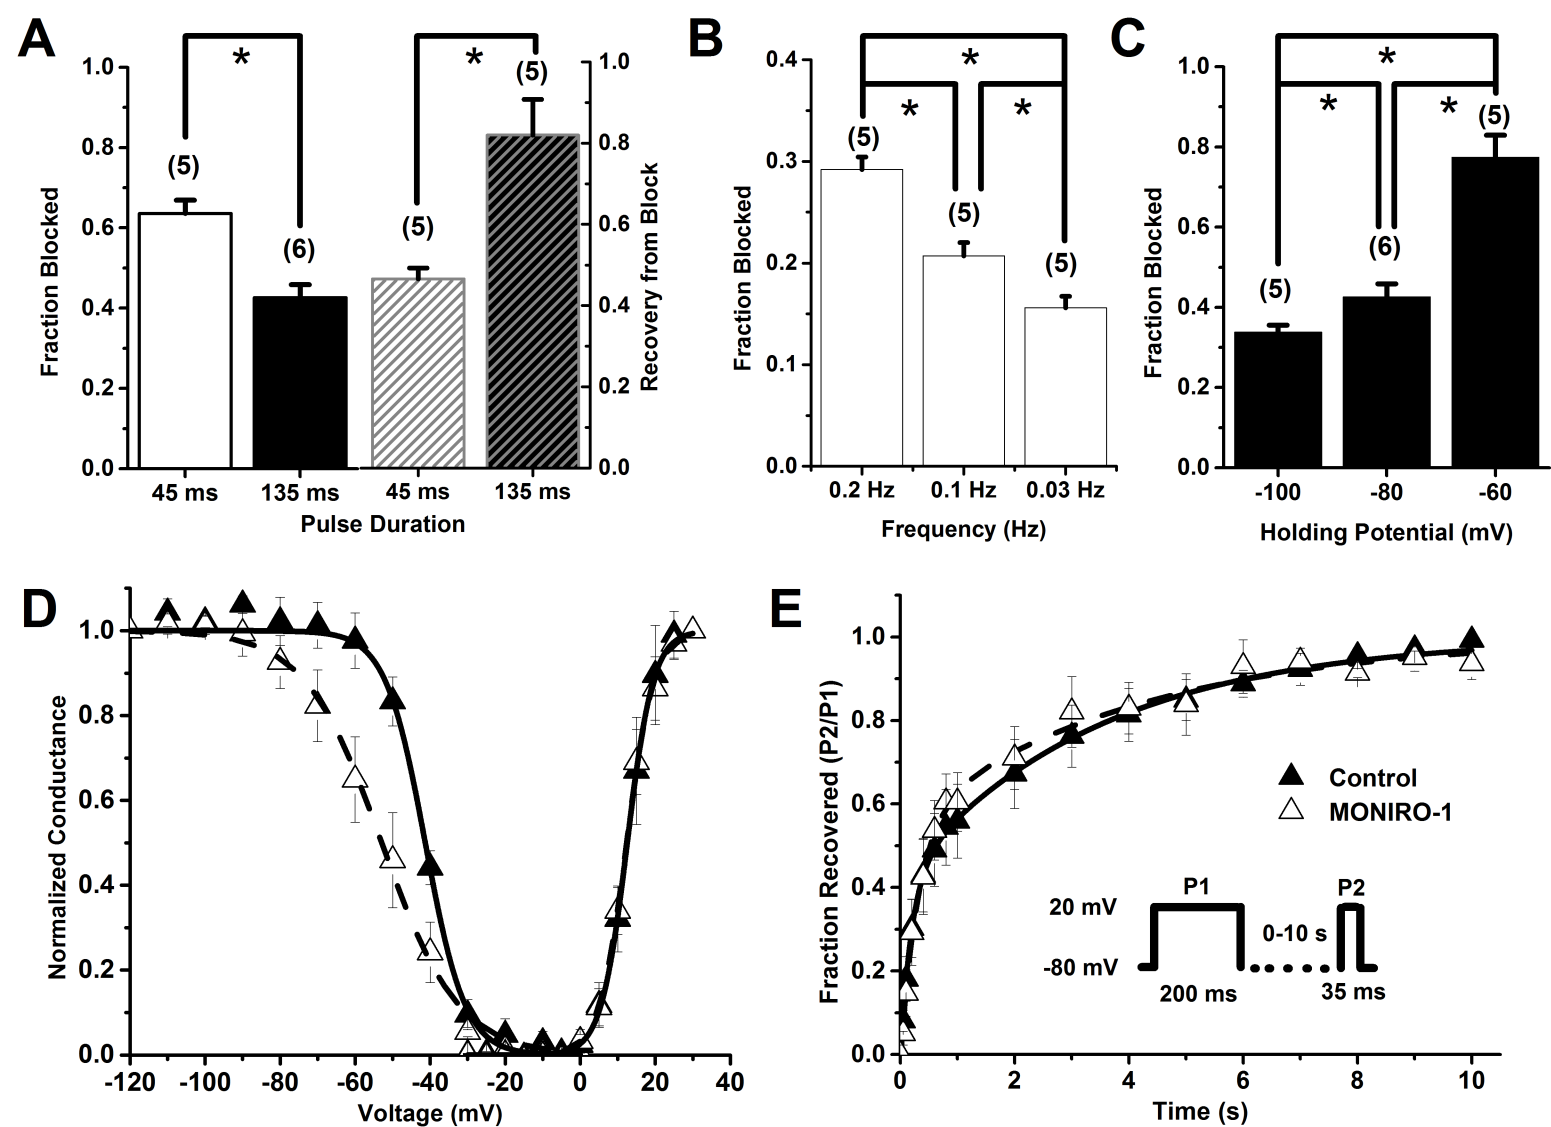 A
*
*
(5)
(6)
(5)
(5)
1.0
0.8
0.6
0.4
0.2
0.0
Fraction Blocked
1.0
0.8
0.6
0.4
0.2
0.0
Recovery from Block
45 ms
135 ms
45 ms
135 ms
Pulse Duration
B
*
*
*
(5)
(5)
(5)
0.4
0.3
0.2
0.1
0.0
Fraction Blocked
0.2 Hz
0.1 Hz
0.03 Hz
Frequency (Hz)
C
*
*
*
(5)
(6)
(5)
1.0
0.8
0.6
0.4
0.2
0.0
Fraction Blocked
-100
-80
-60
Holding Potential (mV)
D
1.0
0.8
0.6
0.4
0.2
0.0
Normalized Conductance
-120
-100
-80
-60
-40
-20
0
20
40
Voltage (mV)
E
1.0
0.8
0.6
0.4
0.2
0.0
Fraction Recovered (P2/P1)
Control
MONIRO-1
P1
P2
20 mV
0-10 s
-80 mV
200 ms
35 ms
0
2
4
6
8
10
Time (s)